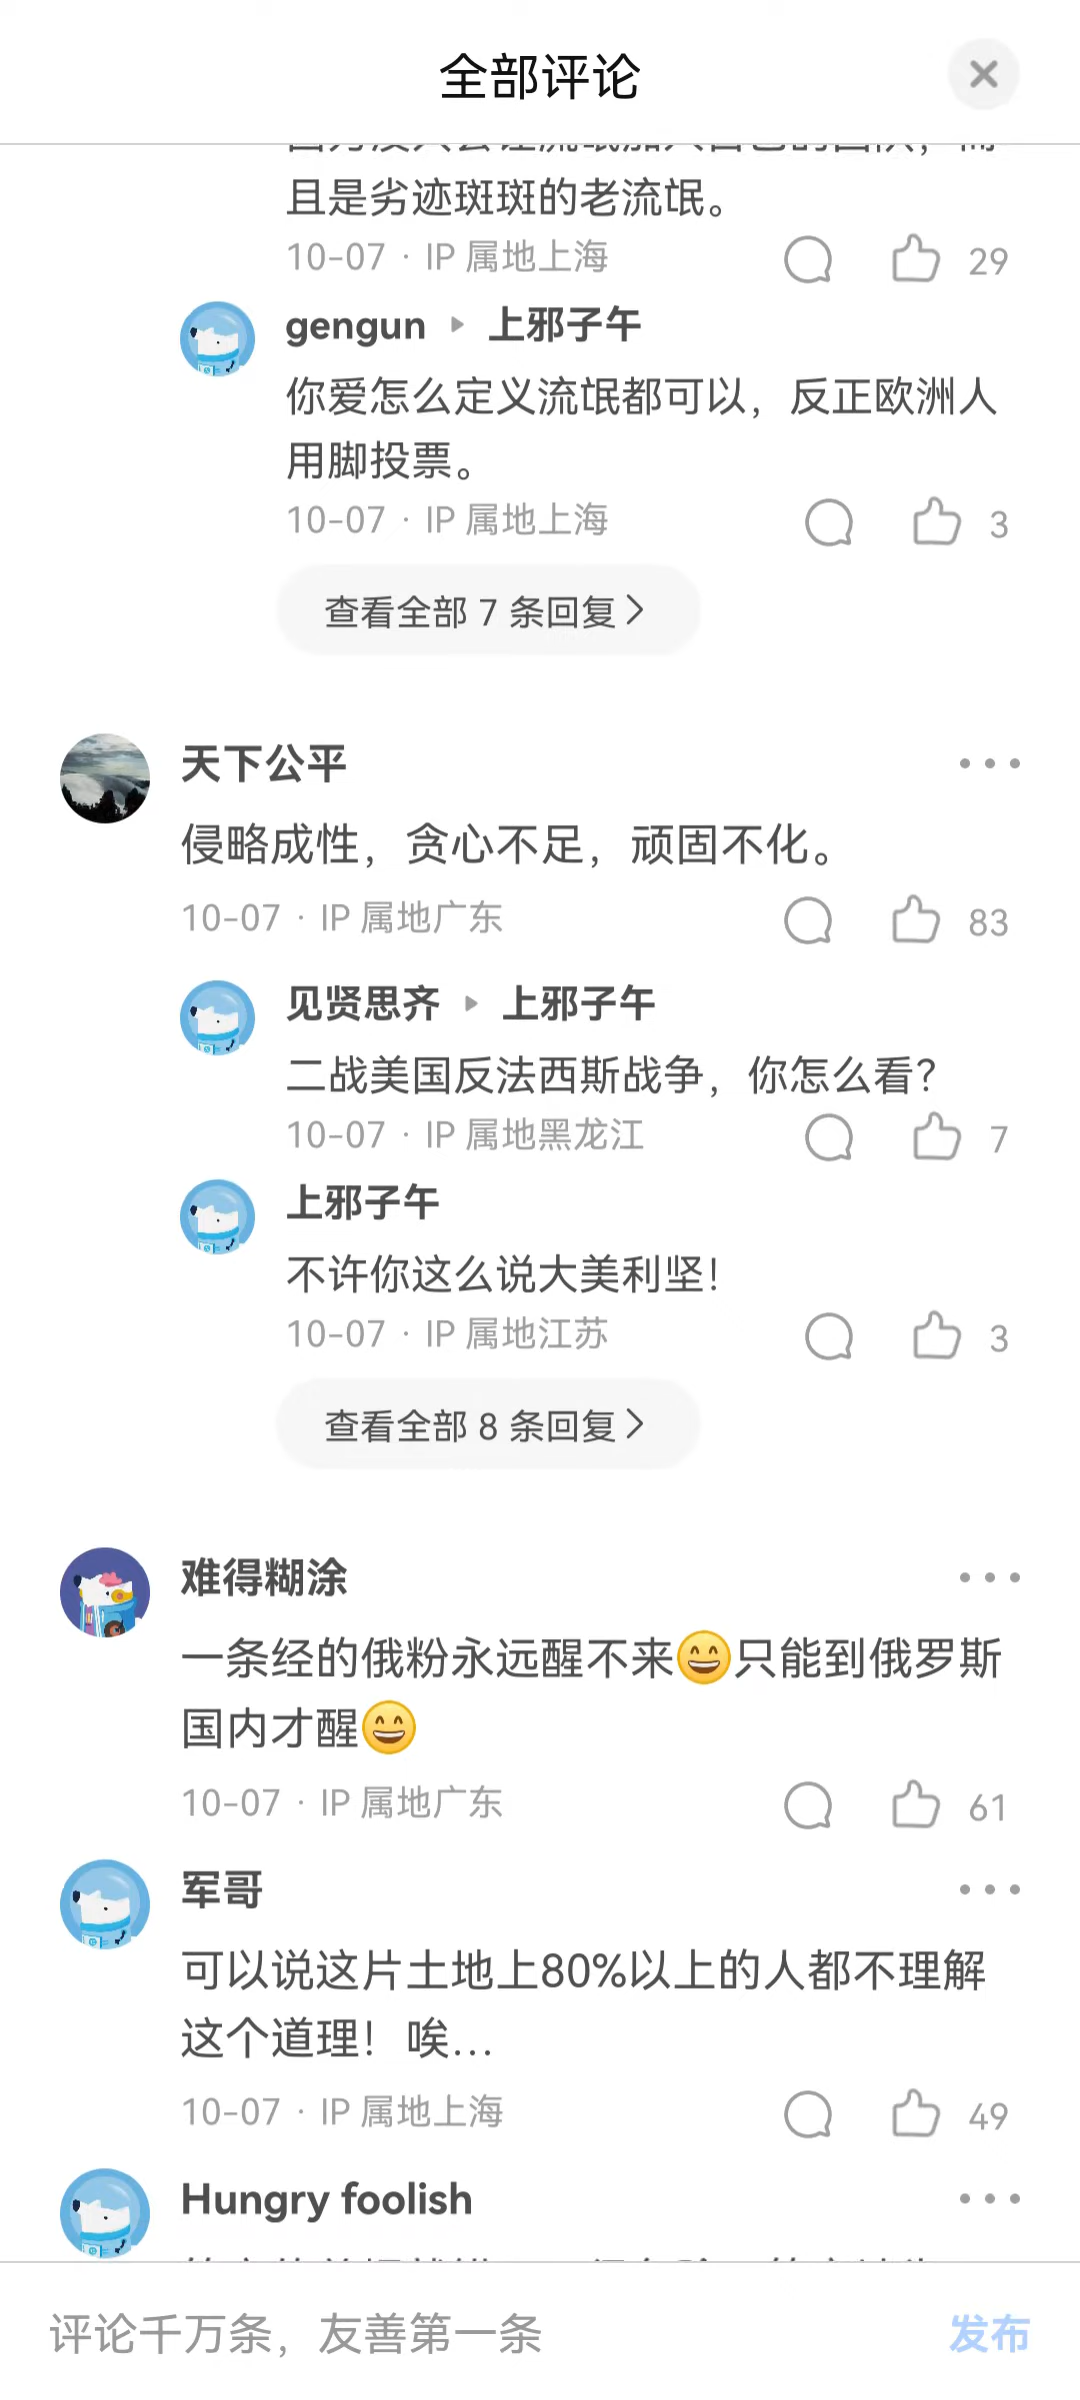 全部评论
且是劣迹斑斑的老流氓。
10-07 · IP 属地上海
29
gengun ▸ 上邪子午
你爱怎么定义流氓都可以，反正欧洲人
用脚投票。
10-07 · IP 属地上海
3
查看全部 7 条回复
天下公平
侵略成性，贪心不足，顽固不化。
10-07 · IP 属地广东
83
见贤思齐 ▸ 上邪子午
二战美国反法西斯战争，你怎么看？
10-07 · IP 属地黑龙江
7
上邪子午
不许你这么说大美利坚！
10-07 · IP 属地江苏
3
查看全部 8 条回复
难得糊涂
一条经的俄粉永远醒不来😄只能到俄罗斯
国内才醒😄
10-07 · IP 属地广东
61
军哥
可以说这片土地上80%以上的人都不理解
这个道理！唉...
10-07 · IP 属地上海
49
Hungry foolish
评论千万条，友善第一条
发布